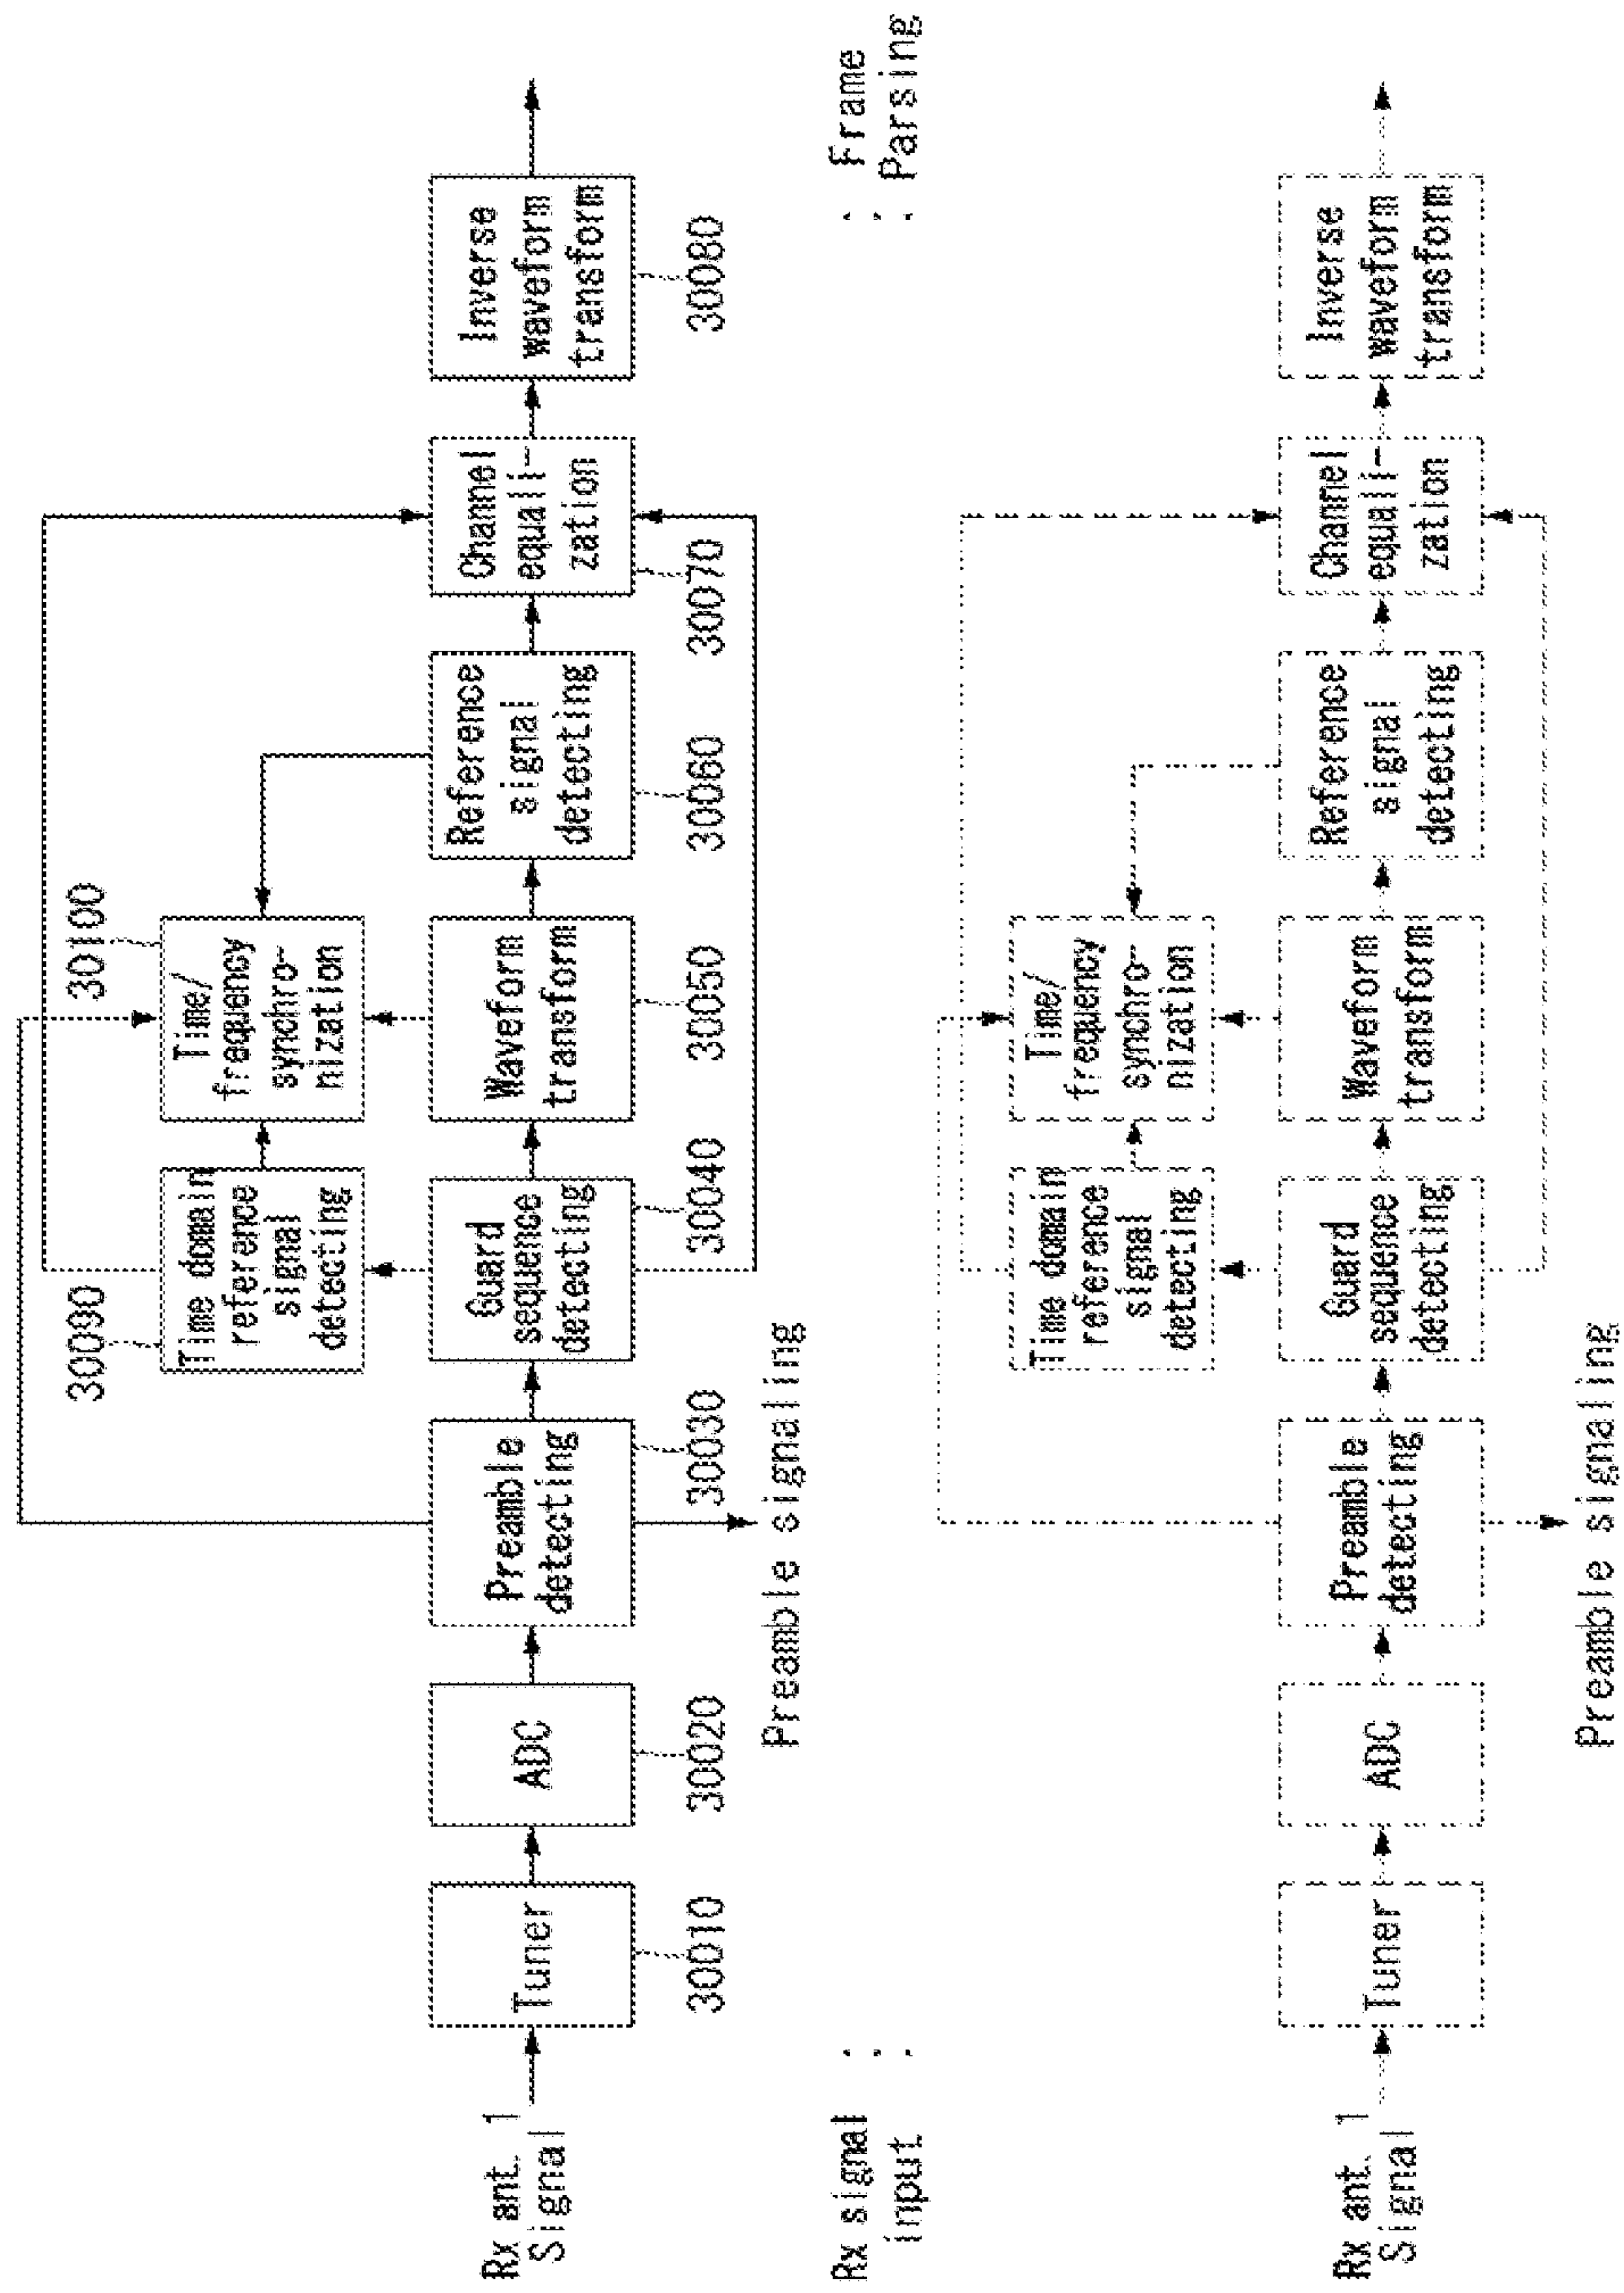 30090
30100
Time domain
reference
signal
detecting
Time/
frequency
synchro-
nization
Rx ant. 1
Signal
Tuner
ADC
Preamble
detecting
Guard
sequence
detecting
Waveform
transform
Reference
signal
detecting
Channel
equali-
zation
Inverse
waveform
transform
30010
30020
30030
30040
30050
30060
30070
30080
Preamble signaling
Rx signal
input
Frame
Parsing
Time domain
reference
signal
detecting
Time/
frequency
synchro-
nization
Rx ant. 1
Signal
Tuner
ADC
Preamble
detecting
Guard
sequence
detecting
Waveform
transform
Reference
signal
detecting
Channel
equali-
zation
Inverse
waveform
transform
Preamble signaling